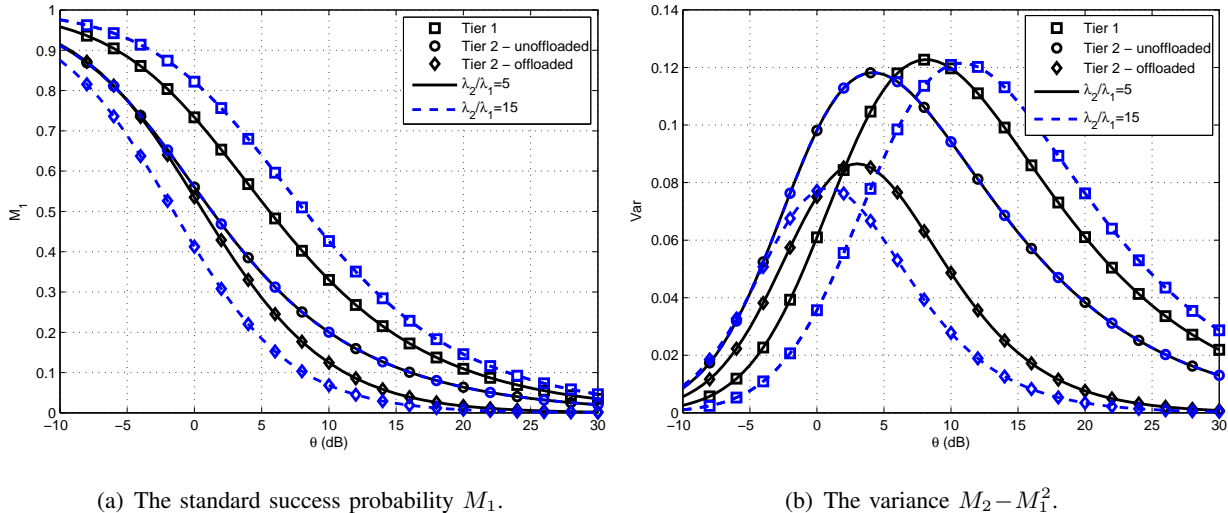 1
0.9
0.8
0.7
0.6
0.5
0.4
0.3
0.2
0.1
0
M₁
−10
−5
0
5
10
15
20
25
30
θ (dB)
Tier 1
Tier 2 − unoffloaded
Tier 2 − offloaded
λ₂/λ₁=5
λ₂/λ₁=15
(a) The standard success probability M₁.
0.14
0.12
0.1
0.08
0.06
0.04
0.02
0
Var
−10
−5
0
5
10
15
20
25
30
θ (dB)
Tier 1
Tier 2 − unoffloaded
Tier 2 − offloaded
λ₂/λ₁=5
λ₂/λ₁=15
(b) The variance M₂−M₁².